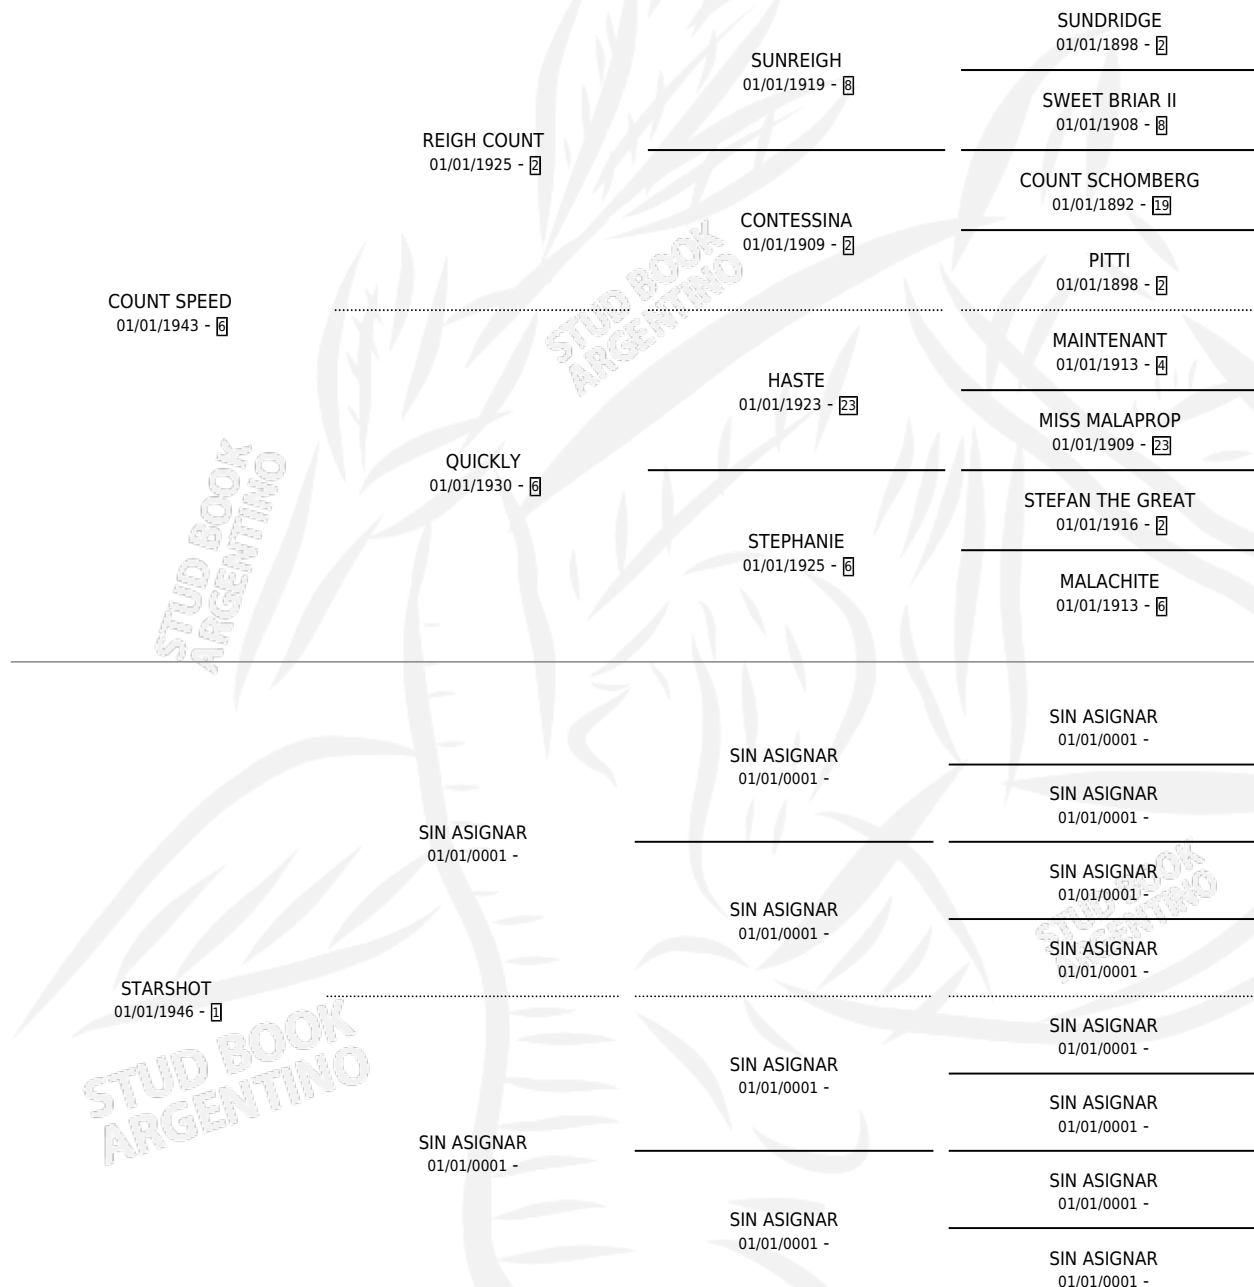 SUNDRIDGE
01/01/1898 - 2
SUNREIGH
01/01/1919 - 8
SWEET BRIAR II
01/01/1908 - 8
REIGH COUNT
01/01/1925 - 2
COUNT SCHOMBERG
01/01/1892 - 19
CONTESSINA
01/01/1909 - 2
PITTI
01/01/1898 - 2
COUNT SPEED
01/01/1943 - 6
MAINTENANT
01/01/1913 - 4
HASTE
01/01/1923 - 23
MISS MALAPROP
01/01/1909 - 23
QUICKLY
01/01/1930 - 6
STEFAN THE GREAT
01/01/1916 - 2
STEPHANIE
01/01/1925 - 6
MALACHITE
01/01/1913 - 6
STUD BOOK
ARGENTINO
STUD BOOK
ARGENTINO
SIN ASIGNAR
01/01/0001 -
SIN ASIGNAR
01/01/0001 -
SIN ASIGNAR
01/01/0001 -
SIN ASIGNAR
01/01/0001 -
SIN ASIGNAR
01/01/0001 -
SIN ASIGNAR
01/01/0001 -
SIN ASIGNAR
01/01/0001 -
STARSHOT
01/01/1946 - 1
SIN ASIGNAR
01/01/0001 -
SIN ASIGNAR
01/01/0001 -
SIN ASIGNAR
01/01/0001 -
SIN ASIGNAR
01/01/0001 -
SIN ASIGNAR
01/01/0001 -
SIN ASIGNAR
01/01/0001 -
SIN ASIGNAR
01/01/0001 -
STUD BOOK
ARGENTINO
STUD BOOK
ARGENTINO